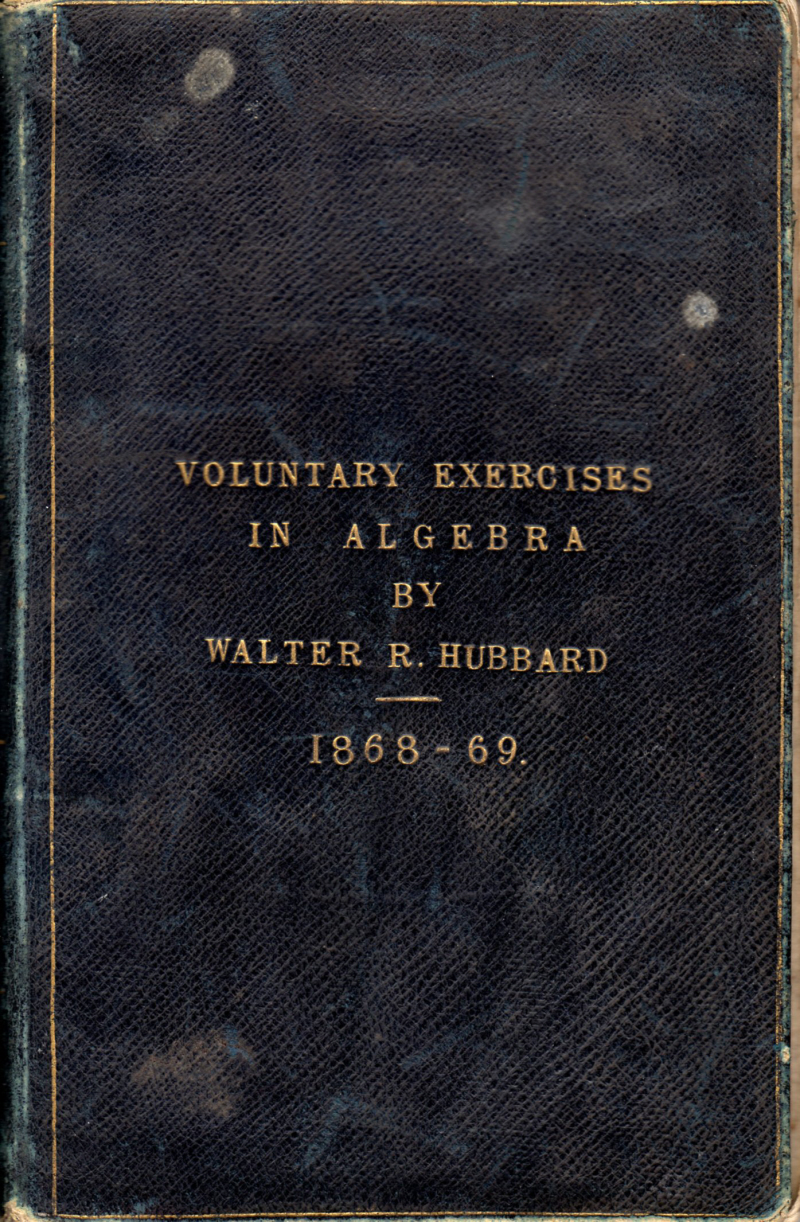 VOLUNTARY EXERCISES
IN ALGEBRA
BY
WALTER R. HUBBARD
1868-69.